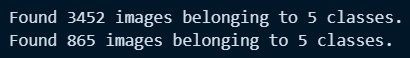 Found 3452 images belonging to 5 classes.
Found 865 images belonging to 5 classes.